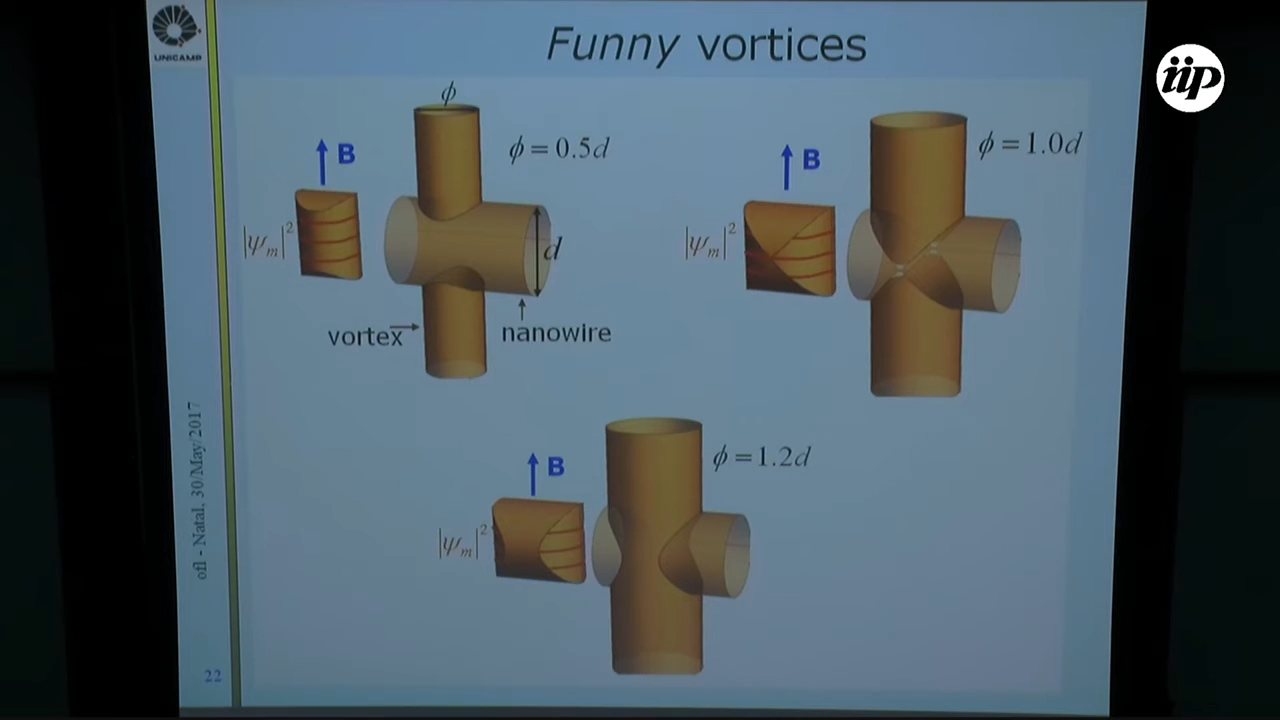 UNICAMP
Funny vortices
iip
ϕ
B
ϕ = 0.5d
|ψm|²
d
vortex
nanowire
B
ϕ = 1.0d
|ψm|²
B
ϕ = 1.2d
|ψm|²
ofl - Natal, 30/May/2017
22